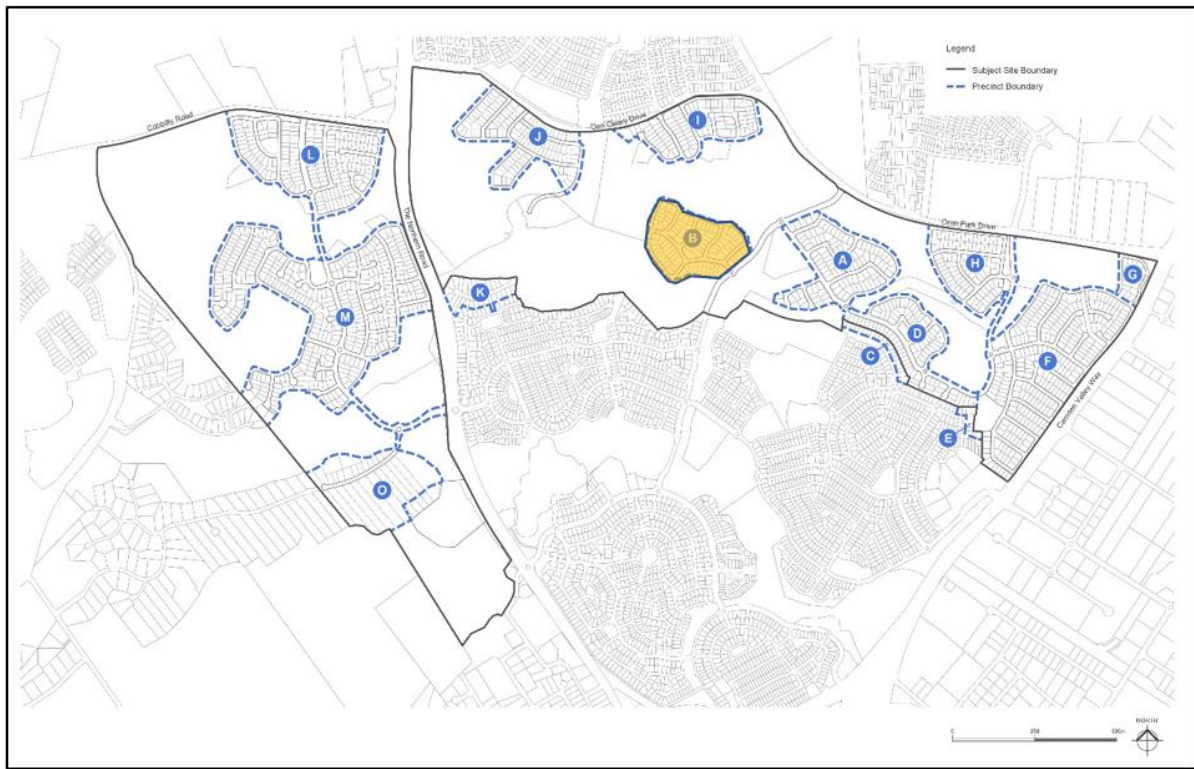 Legend
Subject Site Boundary
Precinct Boundary
Cobbitty Road
L
J
Dan Cleary Drive
I
The Northern Road
B
A
Oran Park Drive
H
G
K
M
D
C
F
Camden Valley Way
E
O
NORTH
0 250 500m